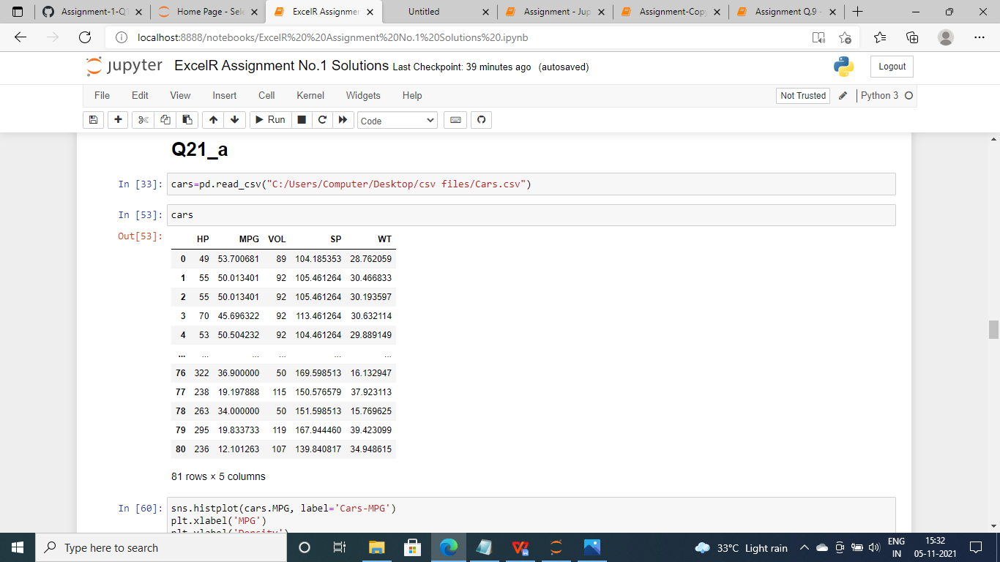 Assignment-1-Q1
Home Page - Sele
ExcelR Assignmen
Untitled
Assignment - Jup
Assignment-Copy
Assignment Q.9 -
localhost:8888/notebooks/ExcelR%20%20Assignment%20No.1%20Solutions%20.ipynb
jupyter ExcelR Assignment No.1 Solutions Last Checkpoint: 39 minutes ago (autosaved)
Logout
File Edit View Insert Cell Kernel Widgets Help
Not Trusted
Python 3
Run
Code
Q21_a
In [33]: cars=pd.read_csv("C:/Users/Computer/Desktop/csv files/Cars.csv")
In [53]: cars
Out[53]:
HP MPG VOL SP WT
0 49 53.700681 89 104.185353 28.762059
1 55 50.013401 92 105.461264 30.466833
2 55 50.013401 92 105.461264 30.193597
3 70 45.696322 92 113.461264 30.632114
4 53 50.504232 92 104.461264 29.889149
... ... ... ... ... ...
76 322 36.900000 50 169.598513 16.132947
77 238 19.197888 115 150.576579 37.923113
78 263 34.000000 50 151.598513 15.769625
79 295 19.833733 119 167.944460 39.423099
80 236 12.101263 107 139.840817 34.948615
81 rows × 5 columns
In [60]: sns.histplot(cars.MPG, label='Cars-MPG')
plt.xlabel('MPG')
plt.ylabel('Density')
Type here to search
33°C Light rain
ENG
IN
15:32
05-11-2021